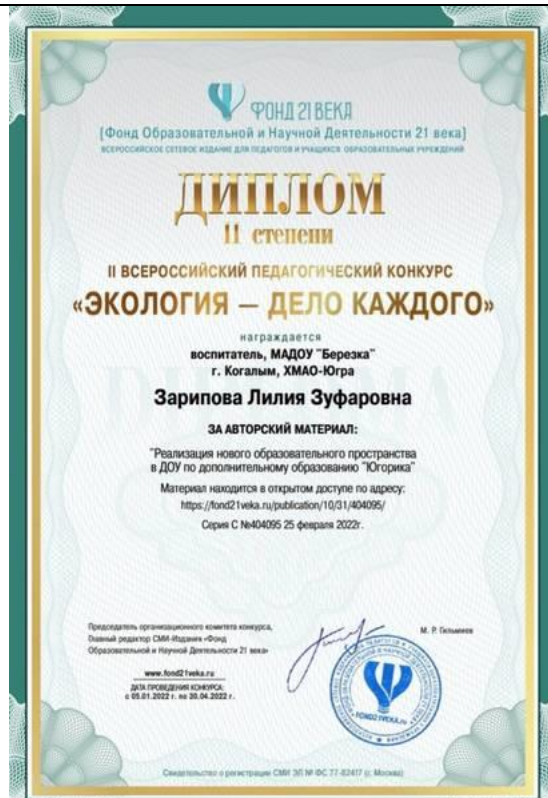 ФОНД 21 ВЕКА
[Фонд Образовательной и Научной Деятельности 21 века]
ВСЕРОССИЙСКОЕ СЕТЕВОЕ ИЗДАНИЕ ДЛЯ ПЕДАГОГОВ И УЧАЩИХСЯ ОБРАЗОВАТЕЛЬНЫХ УЧРЕЖДЕНИЙ
ДИПЛОМ
II степени
II ВСЕРОССИЙСКИЙ ПЕДАГОГИЧЕСКИЙ КОНКУРС
«ЭКОЛОГИЯ — ДЕЛО КАЖДОГО»
награждается
воспитатель, МАДОУ "Березка"
г. Когалым, ХМАО-Югра
Зарипова Лилия Зуфаровна
ЗА АВТОРСКИЙ МАТЕРИАЛ:
"Реализация нового образовательного пространства
в ДОУ по дополнительному образованию "Югорика"
Материал находится в открытом доступе по адресу:
https://fond21veka.ru/publication/10/31/404095/
Серия С №404095 25 февраля 2022г.
Председатель организационного комитета конкурса,
Главный редактор СМИ-Издания «Фонд
Образовательной и Научной Деятельности 21 века»
М. Р. Гильмиев
www.fond21veka.ru
ДАТА ПРОВЕДЕНИЯ КОНКУРСА:
с 05.01.2022 г. по 30.04.2022 г.
FOND21VEKA.ru
Свидетельство о регистрации СМИ ЭЛ № ФС 77-82417 (г. Москва)